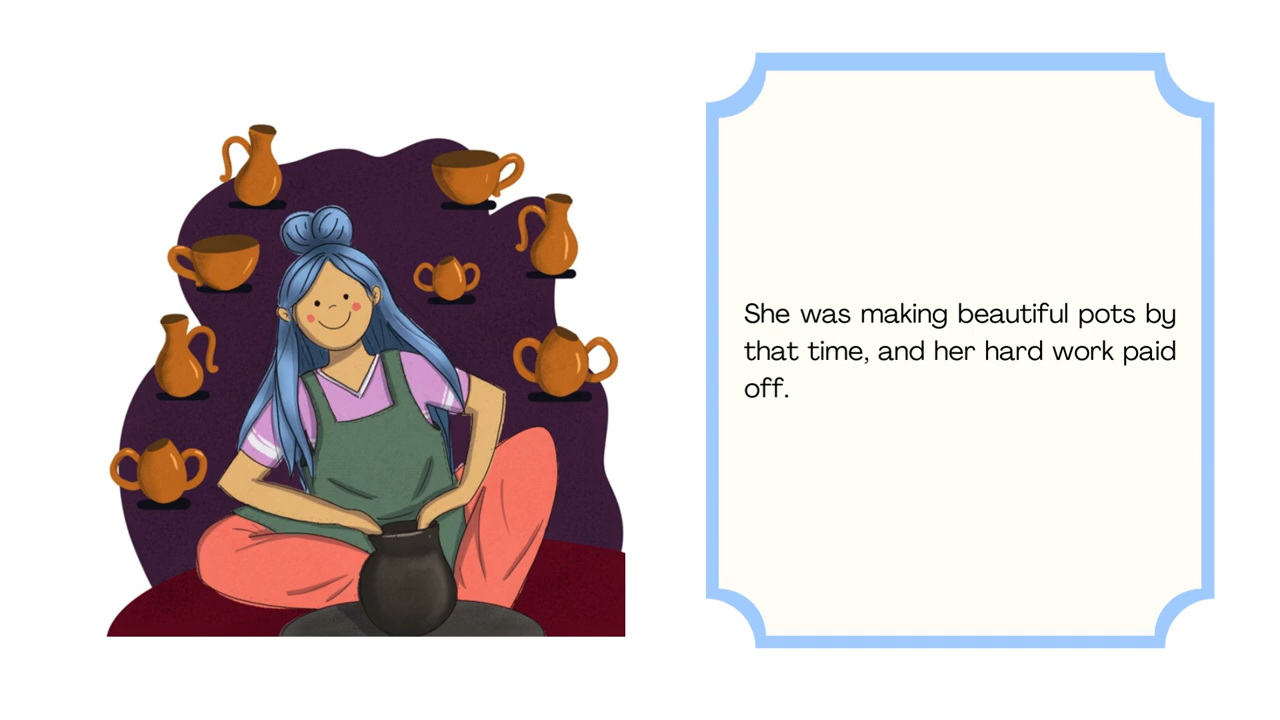 She was making beautiful pots by
that time, and her hard work paid
off.